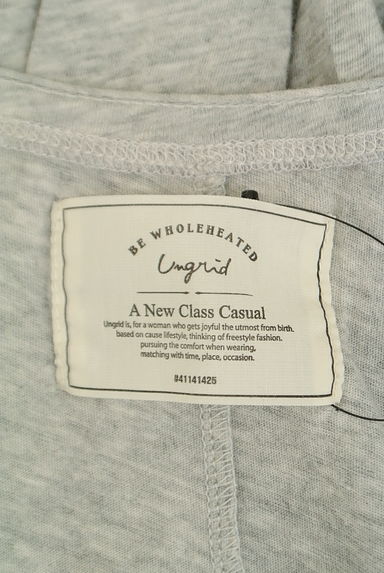 BE WHOLEHEATED
Ungrid
A New Class Casual
Ungrid is, for a woman who gets joyful the utmost from birth.
based on cause lifestyle, thinking of freestyle fashion.
pursuing the comfort when wearing,
matching with time, place, occasion.
#41141425